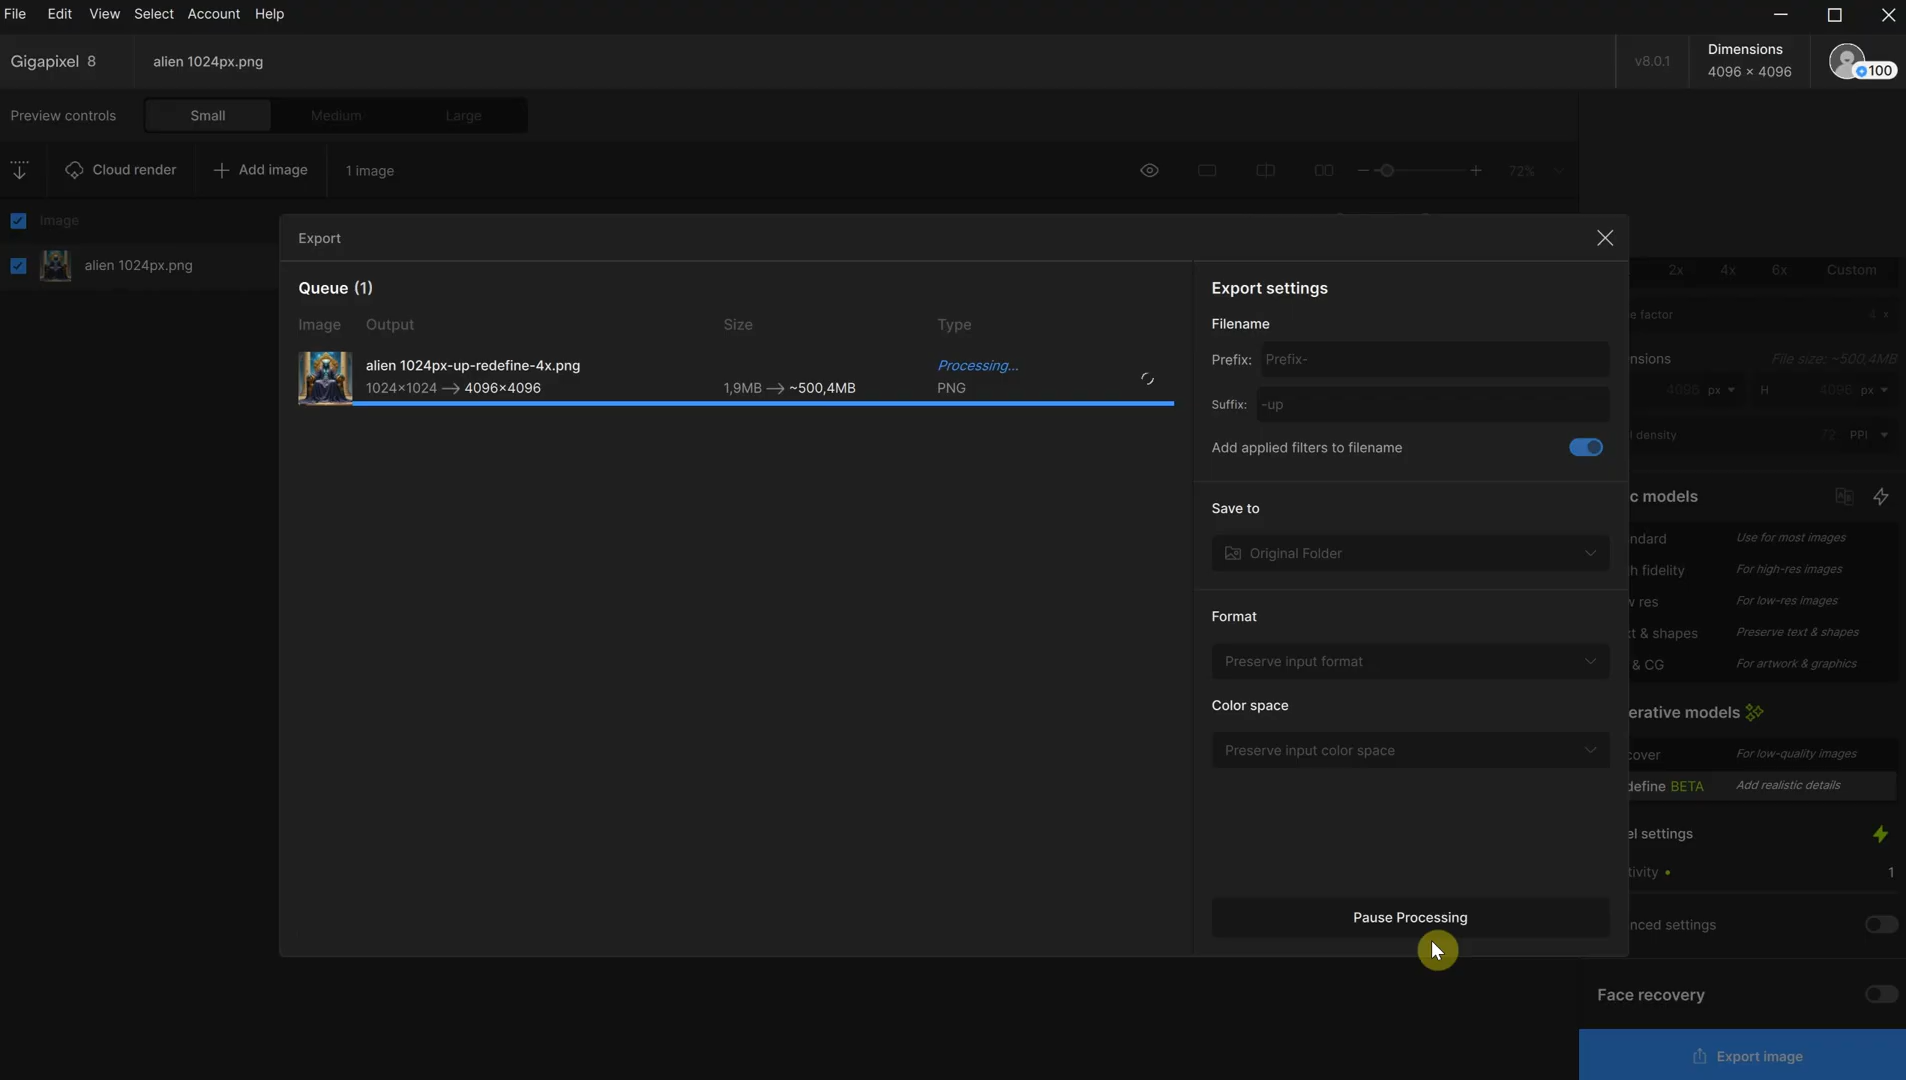 File Edit View Select Account Help
Gigapixel 8
alien 1024px.png
v8.0.1
Dimensions
4096 × 4096
100
Preview controls
Small Medium Large
Cloud render
Add image
1 image
72%
Image
alien 1024px.png
Export
Queue (1)
Image Output Size Type
alien 1024px-up-redefine-4x.png
1024×1024 → 4096×4096
1,9MB → ~500,4MB
Processing...
PNG
Export settings
Filename
Prefix: Prefix-
Suffix: -up
Add applied filters to filename
Save to
Original Folder
Format
Preserve input format
Color space
Preserve input color space
Pause Processing
2x 4x 6x Custom
e factor 4 x
nsions File size: ~500,4MB
4096 px H 4096 px
l density 72 PPI
c models
ndard Use for most images
h fidelity For high-res images
w res For low-res images
xt & shapes Preserve text & shapes
& CG For artwork & graphics
erative models
cover For low-quality images
define BETA Add realistic details
el settings
tivity 1
nced settings
Face recovery
Export image